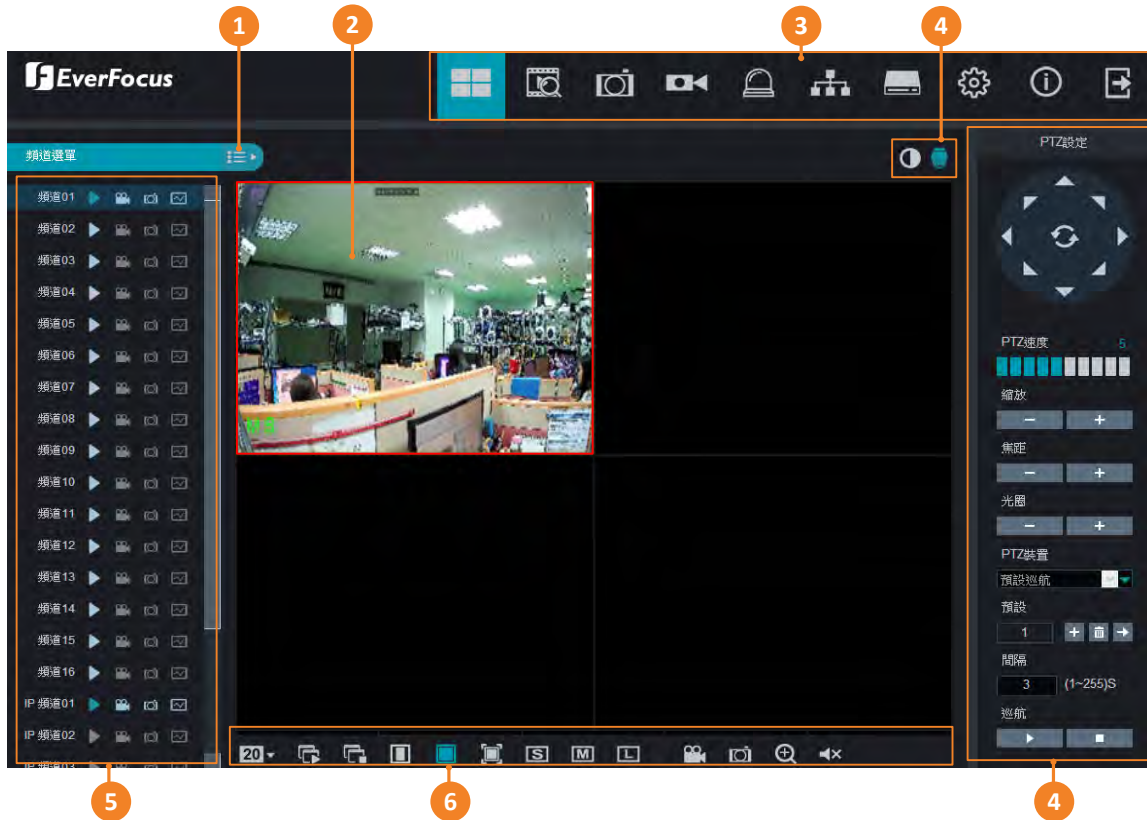 1
2
3
4
EverFocus
頻道選單
PTZ設定
頻道01
頻道02
頻道03
頻道04
頻道05
頻道06
頻道07
頻道08
頻道09
頻道10
頻道11
頻道12
頻道13
頻道14
頻道15
頻道16
IP 頻道01
IP 頻道02
M S
PTZ速度 5
縮放
− +
焦距
− +
光圈
− +
PTZ裝置
預設巡航
預設
1
間隔
3 (1~255)S
巡航
20 S M L
5
6
4